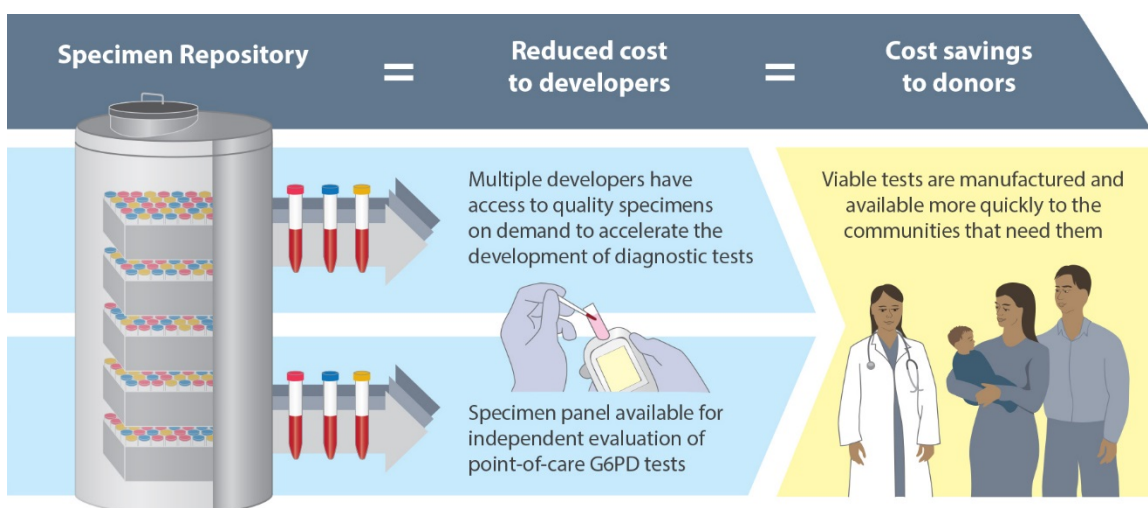 Specimen Repository
=
Reduced cost
to developers
=
Cost savings
to donors
Multiple developers have
access to quality specimens
on demand to accelerate the
development of diagnostic tests
Viable tests are manufactured and
available more quickly to the
communities that need them
Specimen panel available for
independent evaluation of
point-of-care G6PD tests